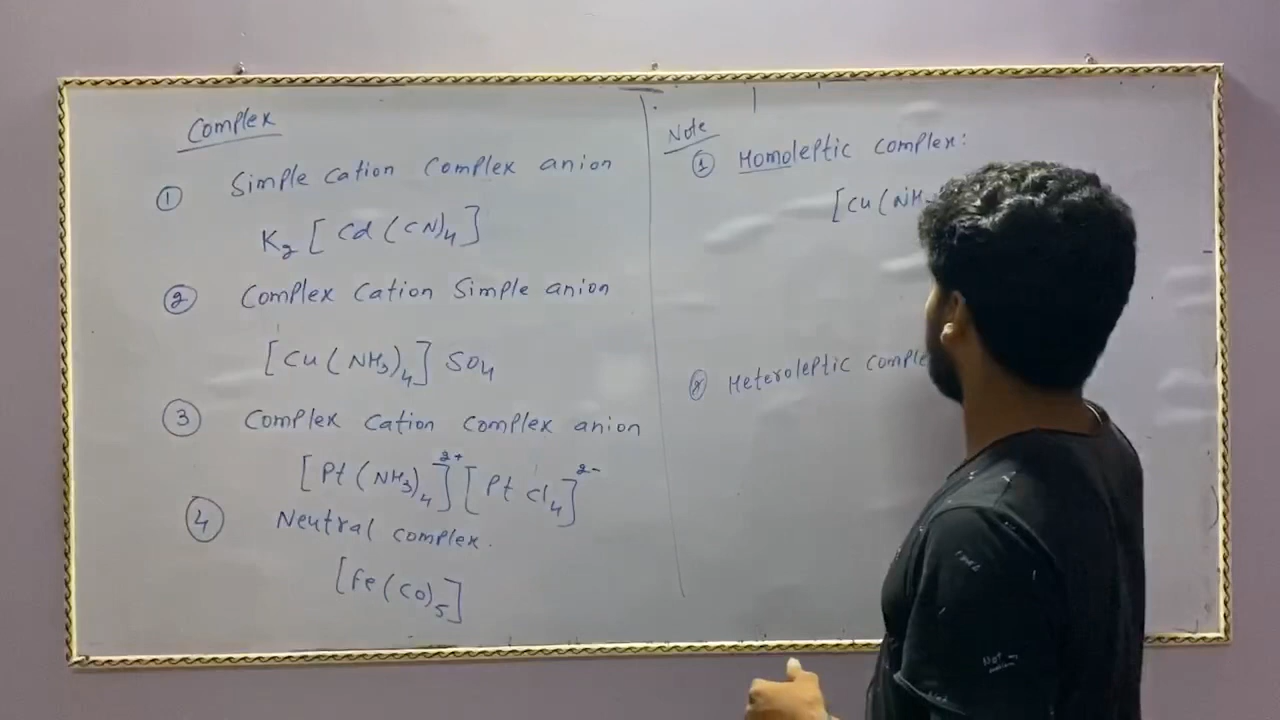 Complex
① Simple cation Complex anion
K₂ [ Cd (CN)₄ ]
② Complex Cation Simple anion
[ Cu ( NH₃ )₄ ] SO₄
③ Complex Cation complex anion
[ Pt ( NH₃ )₄ ]²⁺ [ Pt Cl₄ ]²⁻
④ Neutral complex.
[ Fe ( CO )₅ ]
Note
① Homoleptic complex:
[ Cu ( NH
② Heteroleptic comple
Not